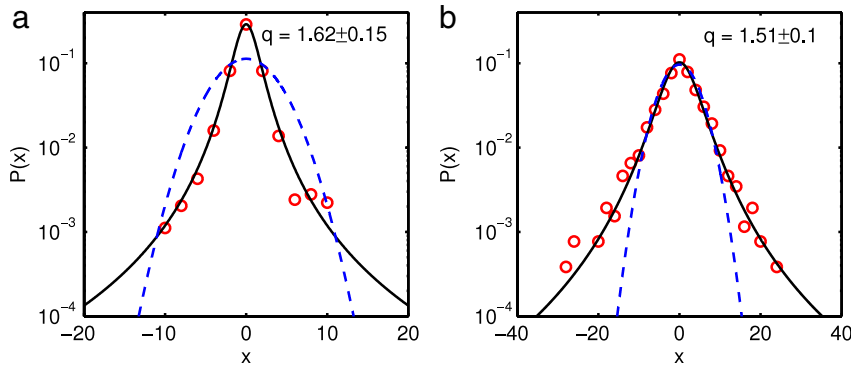 a
q = 1.62±0.15
P(x)
10⁻¹
10⁻²
10⁻³
10⁻⁴
−20 −10 0 10 20
x
b
q = 1.51±0.1
P(x)
10⁻¹
10⁻²
10⁻³
10⁻⁴
−40 −20 0 20 40
x